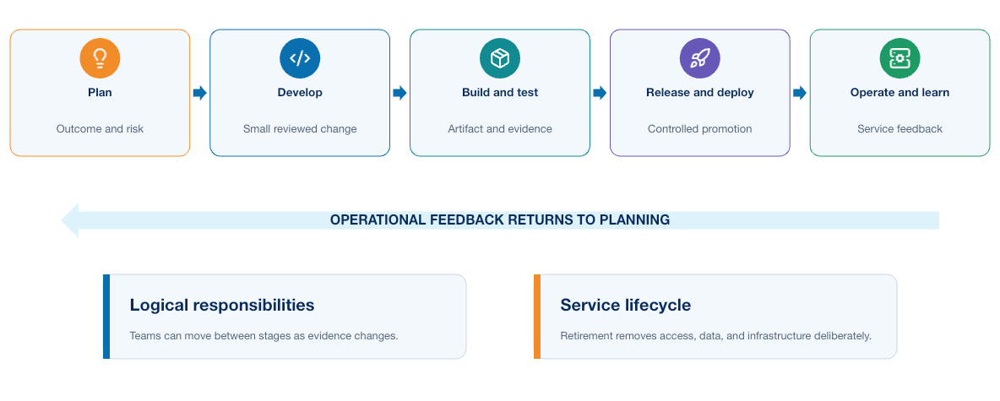 Plan
Outcome and risk
Develop
Small reviewed change
Build and test
Artifact and evidence
Release and deploy
Controlled promotion
Operate and learn
Service feedback
OPERATIONAL FEEDBACK RETURNS TO PLANNING
Logical responsibilities
Teams can move between stages as evidence changes.
Service lifecycle
Retirement removes access, data, and infrastructure deliberately.